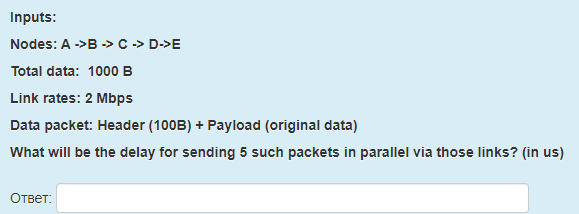 Inputs:
Nodes: A ->B -> C -> D->E
Total data:  1000 B
Link rates: 2 Mbps
Data packet: Header (100B) + Payload (original data)
What will be the delay for sending 5 such packets in parallel via those links? (in us)
Ответ: